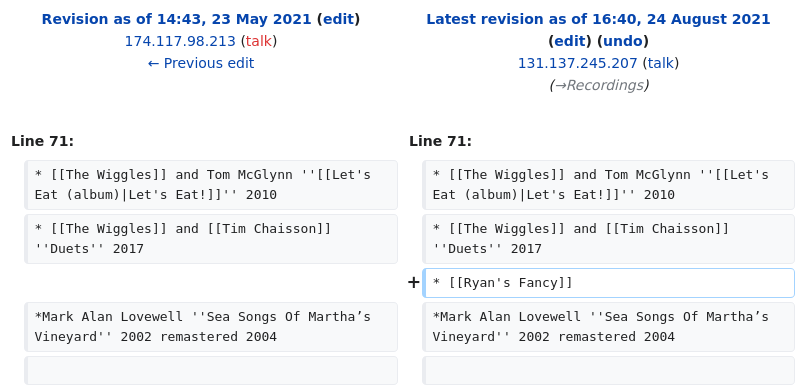 Revision as of 14:43, 23 May 2021 (edit)
174.117.98.213 (talk)
← Previous edit
Latest revision as of 16:40, 24 August 2021
(edit) (undo)
131.137.245.207 (talk)
(→Recordings)
Line 71:
Line 71:
* [[The Wiggles]] and Tom McGlynn ''[[Let's
Eat (album)|Let's Eat!]]'' 2010
* [[The Wiggles]] and Tom McGlynn ''[[Let's
Eat (album)|Let's Eat!]]'' 2010
* [[The Wiggles]] and [[Tim Chaisson]]
''Duets'' 2017
* [[The Wiggles]] and [[Tim Chaisson]]
''Duets'' 2017
+ * [[Ryan's Fancy]]
*Mark Alan Lovewell ''Sea Songs Of Martha’s
Vineyard'' 2002 remastered 2004
*Mark Alan Lovewell ''Sea Songs Of Martha’s
Vineyard'' 2002 remastered 2004